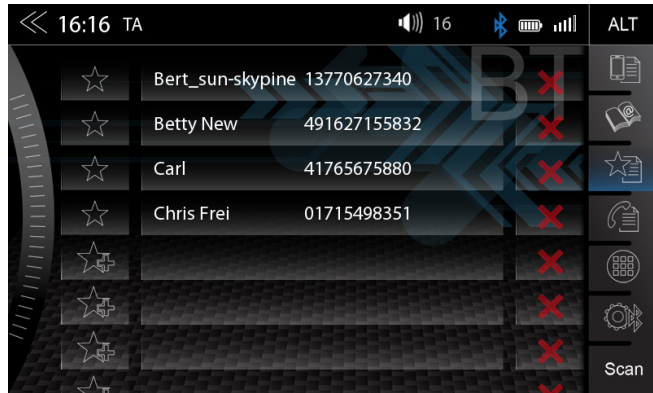 16:16 TA 16 ALT
BT
Bert_sun-skypine 13770627340
Betty New 491627155832
Carl 41765675880
Chris Frei 01715498351
Scan